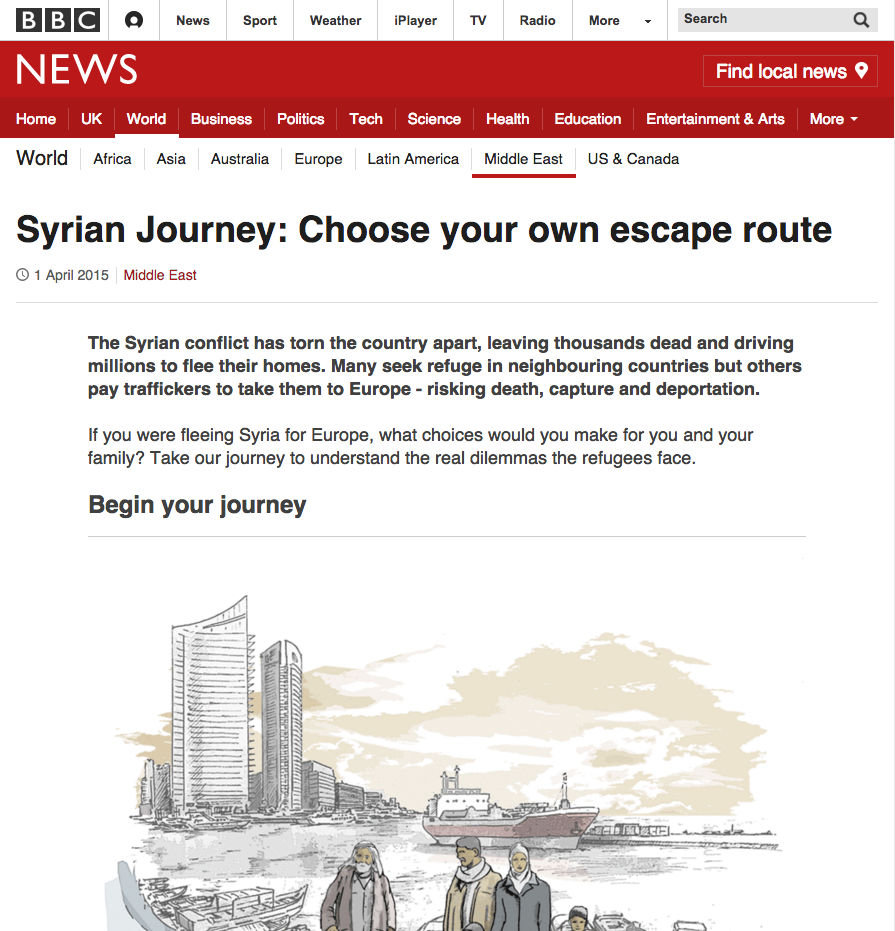 BBC News Sport Weather iPlayer TV Radio More Search
NEWS Find local news
Home UK World Business Politics Tech Science Health Education Entertainment & Arts More
World Africa Asia Australia Europe Latin America Middle East US & Canada
Syrian Journey: Choose your own escape route
1 April 2015 Middle East
The Syrian conflict has torn the country apart, leaving thousands dead and driving
millions to flee their homes. Many seek refuge in neighbouring countries but others
pay traffickers to take them to Europe - risking death, capture and deportation.
If you were fleeing Syria for Europe, what choices would you make for you and your
family? Take our journey to understand the real dilemmas the refugees face.
Begin your journey